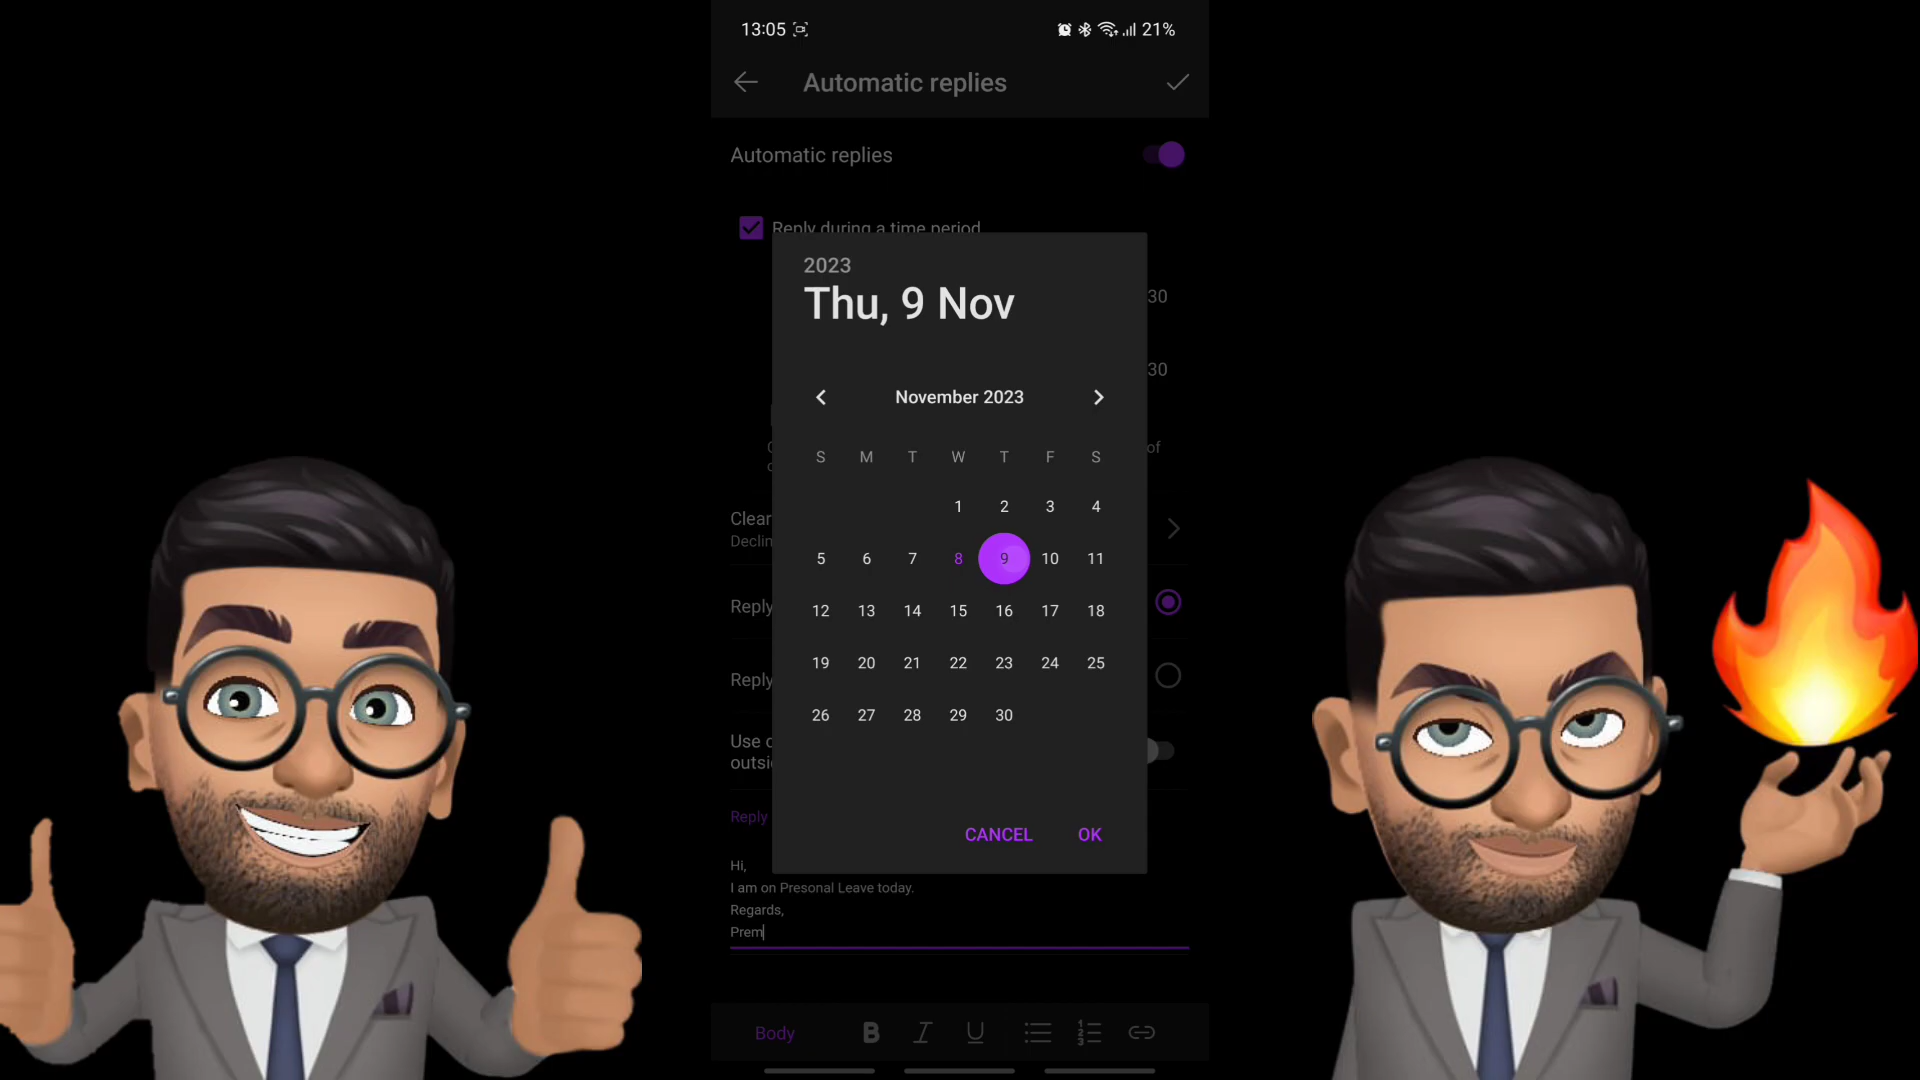 13:05 21%
Automatic replies
Automatic replies
Reply during a time period
2023
Thu, 9 Nov
30
30
November 2023
S M T W T F S
1 2 3 4
5 6 7 8 9 10 11
12 13 14 15 16 17 18
19 20 21 22 23 24 25
26 27 28 29 30
of
Clear
Declin
Reply
Reply
Use
outsi
CANCEL OK
Reply
Hi,
I am on Presonal Leave today.
Regards,
Prem
Body B I U